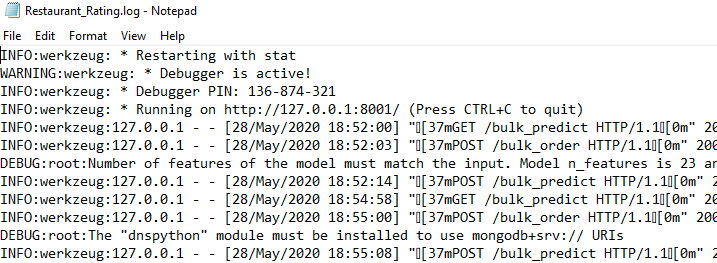 Restaurant_Rating.log - Notepad
File Edit Format View Help
INFO:werkzeug: * Restarting with stat
WARNING:werkzeug: * Debugger is active!
INFO:werkzeug: * Debugger PIN: 136-874-321
INFO:werkzeug: * Running on http://127.0.0.1:8001/ (Press CTRL+C to quit)
INFO:werkzeug:127.0.0.1 - - [28/May/2020 18:52:00] "▯[37mGET /bulk_predict HTTP/1.1▯[0m" 20
INFO:werkzeug:127.0.0.1 - - [28/May/2020 18:52:03] "▯[37mPOST /bulk_order HTTP/1.1▯[0m" 200
DEBUG:root:Number of features of the model must match the input. Model n_features is 23 an
INFO:werkzeug:127.0.0.1 - - [28/May/2020 18:52:14] "▯[37mPOST /bulk_predict HTTP/1.1▯[0m" 2
INFO:werkzeug:127.0.0.1 - - [28/May/2020 18:54:58] "▯[37mGET /bulk_predict HTTP/1.1▯[0m" 20
INFO:werkzeug:127.0.0.1 - - [28/May/2020 18:55:00] "▯[37mPOST /bulk_order HTTP/1.1▯[0m" 200
DEBUG:root:The "dnspython" module must be installed to use mongodb+srv:// URIs
INFO:werkzeug:127.0.0.1 - - [28/May/2020 18:55:08] "▯[37mPOST /bulk_predict HTTP/1.1▯[0m" 2